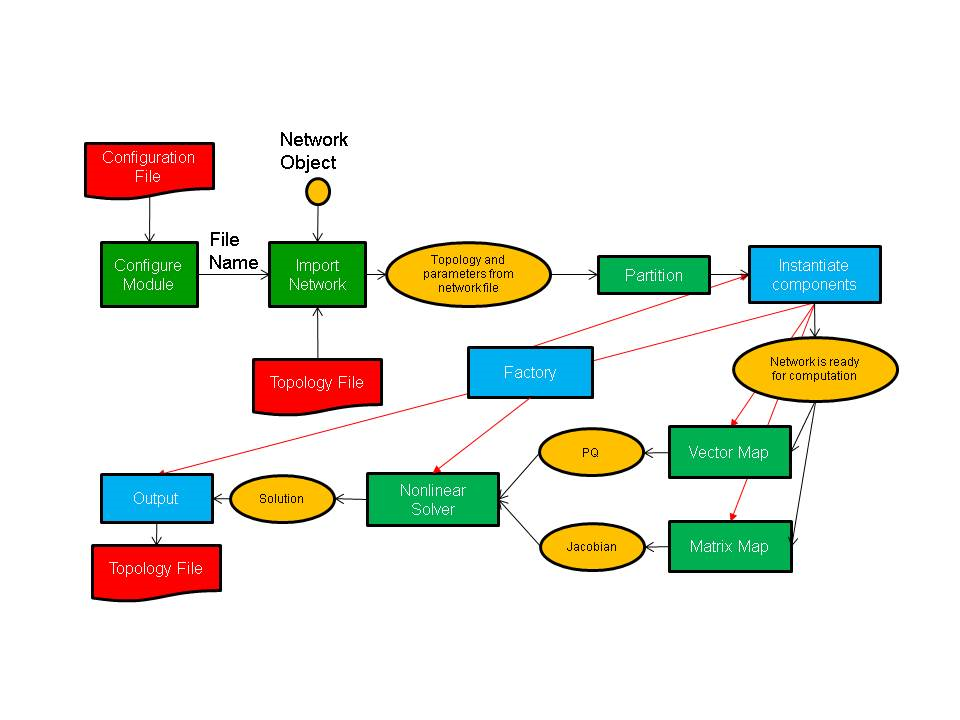 Network
Object
Configuration
File
File
Name
Configure
Module
Import
Network
Topology and
parameters from
network file
Partition
Instantiate
components
Topology File
Factory
Network is ready
for computation
PQ
Vector Map
Output
Solution
Nonlinear
Solver
Jacobian
Matrix Map
Topology File